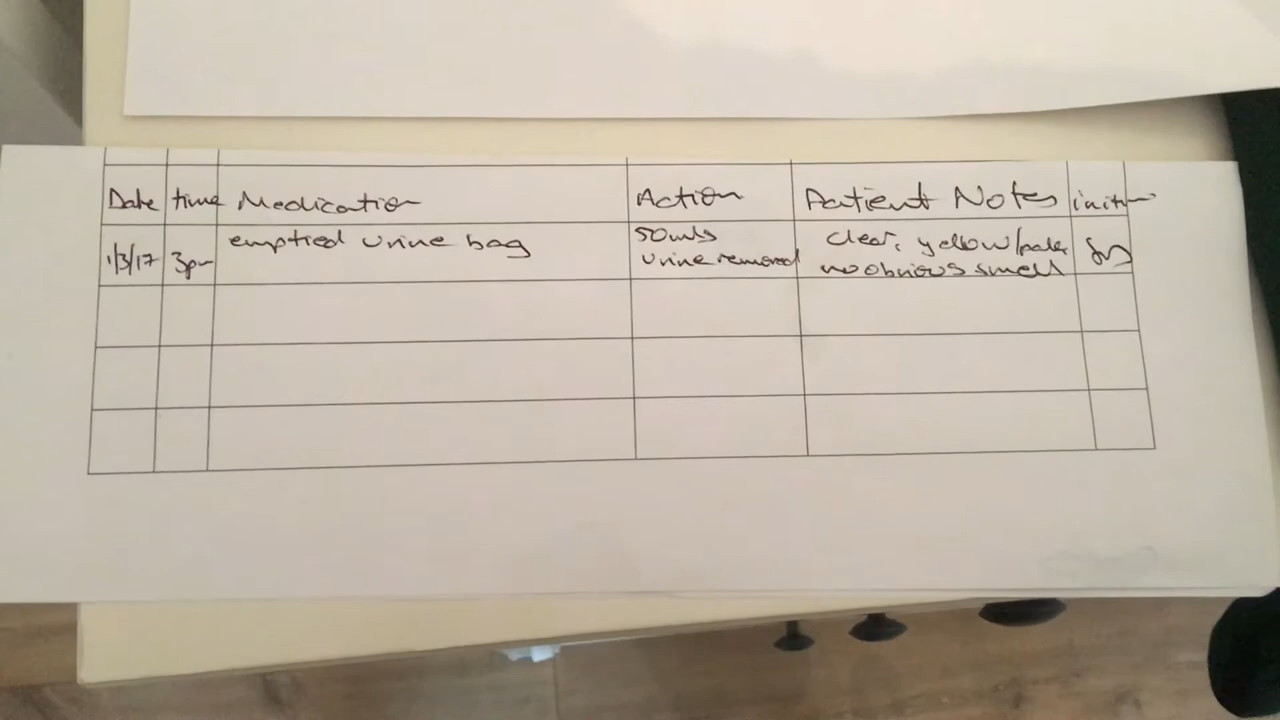 Date time Medication Action Patient Notes
1/3/17 3pm emptied urine bag 50mls clear, yellow/pale
urine removed no obvious smell